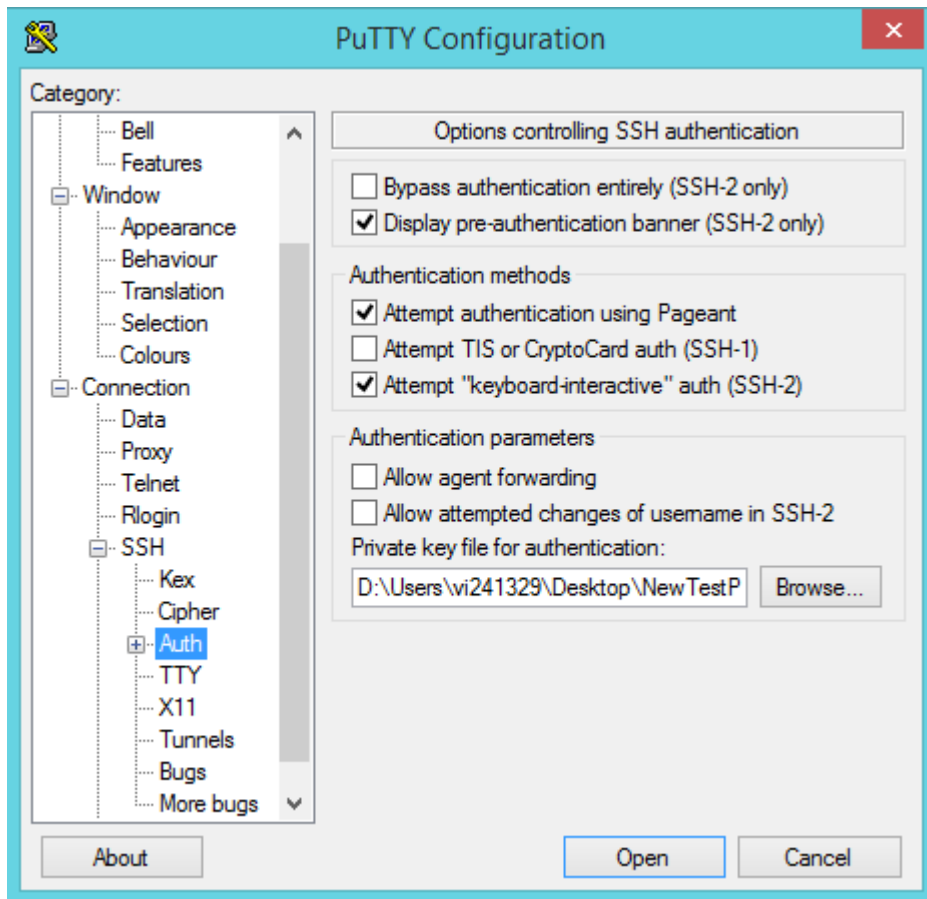 PuTTY Configuration
Category:
Bell
Features
Window
Appearance
Behaviour
Translation
Selection
Colours
Connection
Data
Proxy
Telnet
Rlogin
SSH
Kex
Cipher
Auth
TTY
X11
Tunnels
Bugs
More bugs
Options controlling SSH authentication
Bypass authentication entirely (SSH-2 only)
Display pre-authentication banner (SSH-2 only)
Authentication methods
Attempt authentication using Pageant
Attempt TIS or CryptoCard auth (SSH-1)
Attempt "keyboard-interactive" auth (SSH-2)
Authentication parameters
Allow agent forwarding
Allow attempted changes of username in SSH-2
Private key file for authentication:
D:\Users\vi241329\Desktop\NewTestP
Browse...
About
Open
Cancel